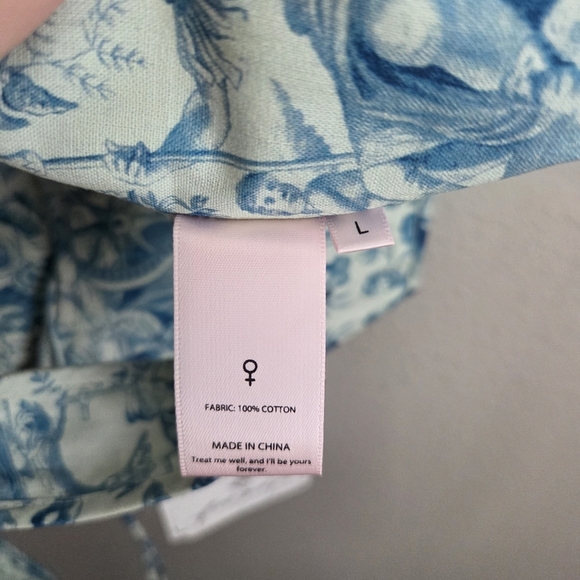 L
♀
FABRIC: 100% COTTON
MADE IN CHINA
Treat me well, and I'll be yours
forever.